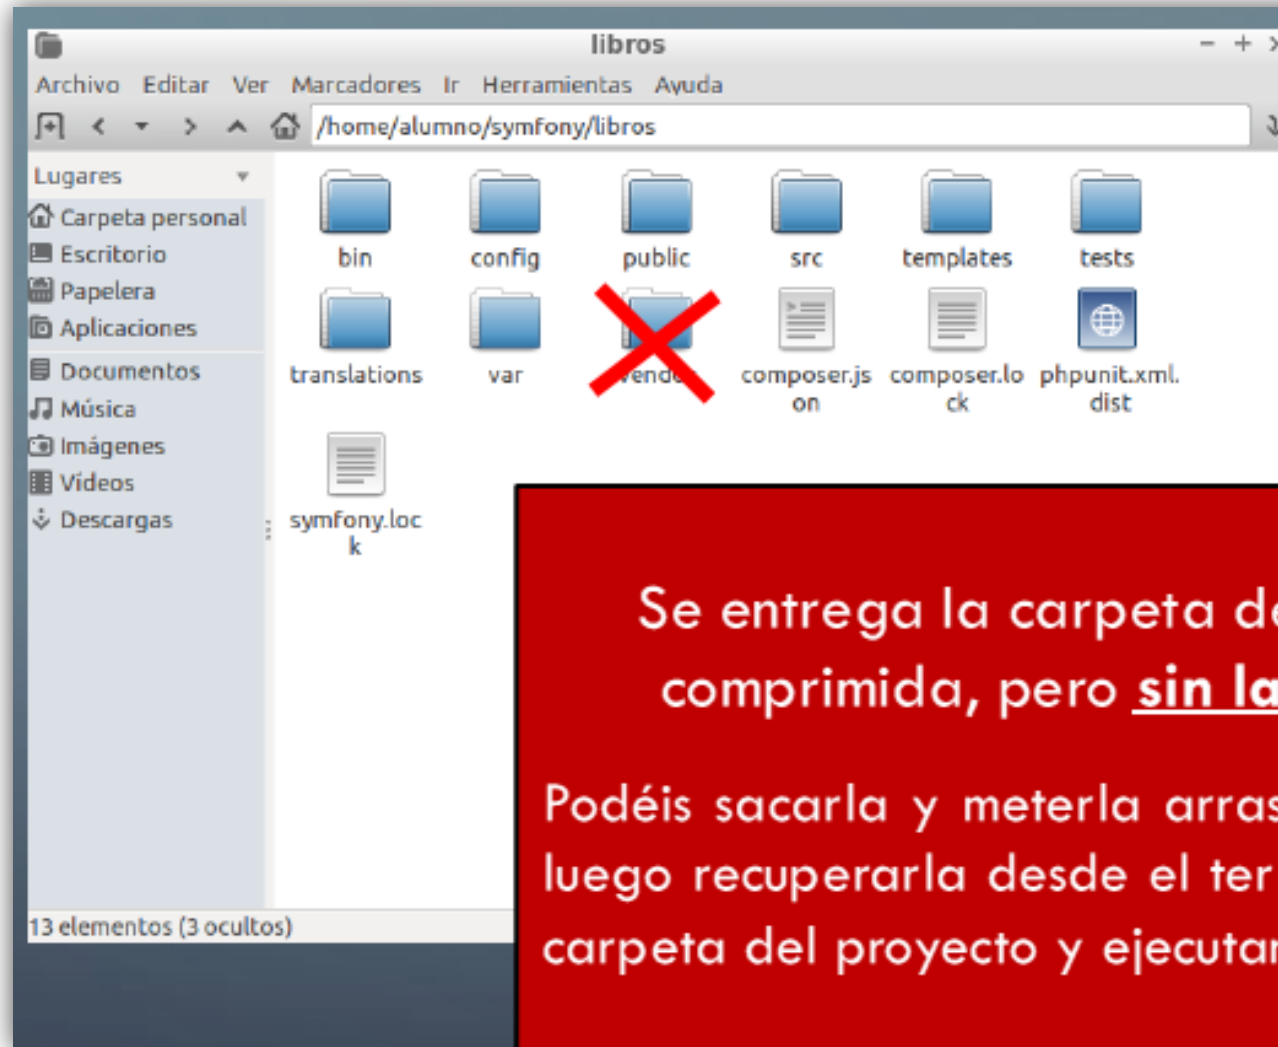 libros
Archivo Editar Ver Marcadores Ir Herramientas Ayuda
/home/alumno/symfony/libros
Lugares
Carpeta personal
Escritorio
Papelera
Aplicaciones
Documentos
Música
Imágenes
Vídeos
Descargas
bin config public src templates tests
translations var vendor composer.js composer.lo phpunit.xml.
on ck dist
symfony.loc
k
13 elementos (3 ocultos)
Se entrega la carpeta de
comprimida, pero sin la
Podéis sacarla y meterla arras
luego recuperarla desde el ter
carpeta del proyecto y ejecutar